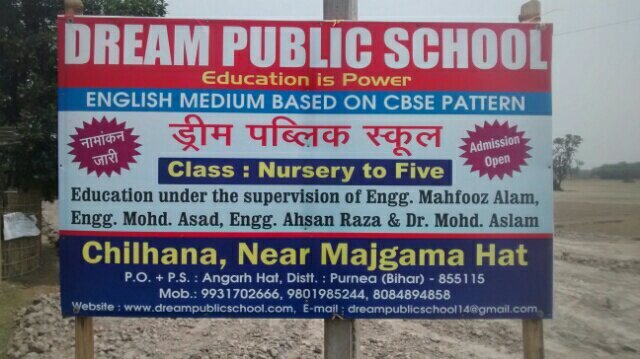 DREAM PUBLIC SCHOOL
Education is Power
ENGLISH MEDIUM BASED ON CBSE PATTERN
नामांकन
जारी
ड्रीम पब्लिक स्कूल
Admission
Open
Class : Nursery to Five
Education under the supervision of Engg. Mahfooz Alam,
Engg. Mohd. Asad, Engg. Ahsan Raza & Dr. Mohd. Aslam
Chilhana, Near Majgama Hat
P.O. + P.S. : Angarh Hat, Distt. : Purnea (Bihar) - 855115
Mob.: 9931702666, 9801985244, 8084894858
Website : www.dreampublicschool.com, E-mail : dreampublicschool14@gmail.com